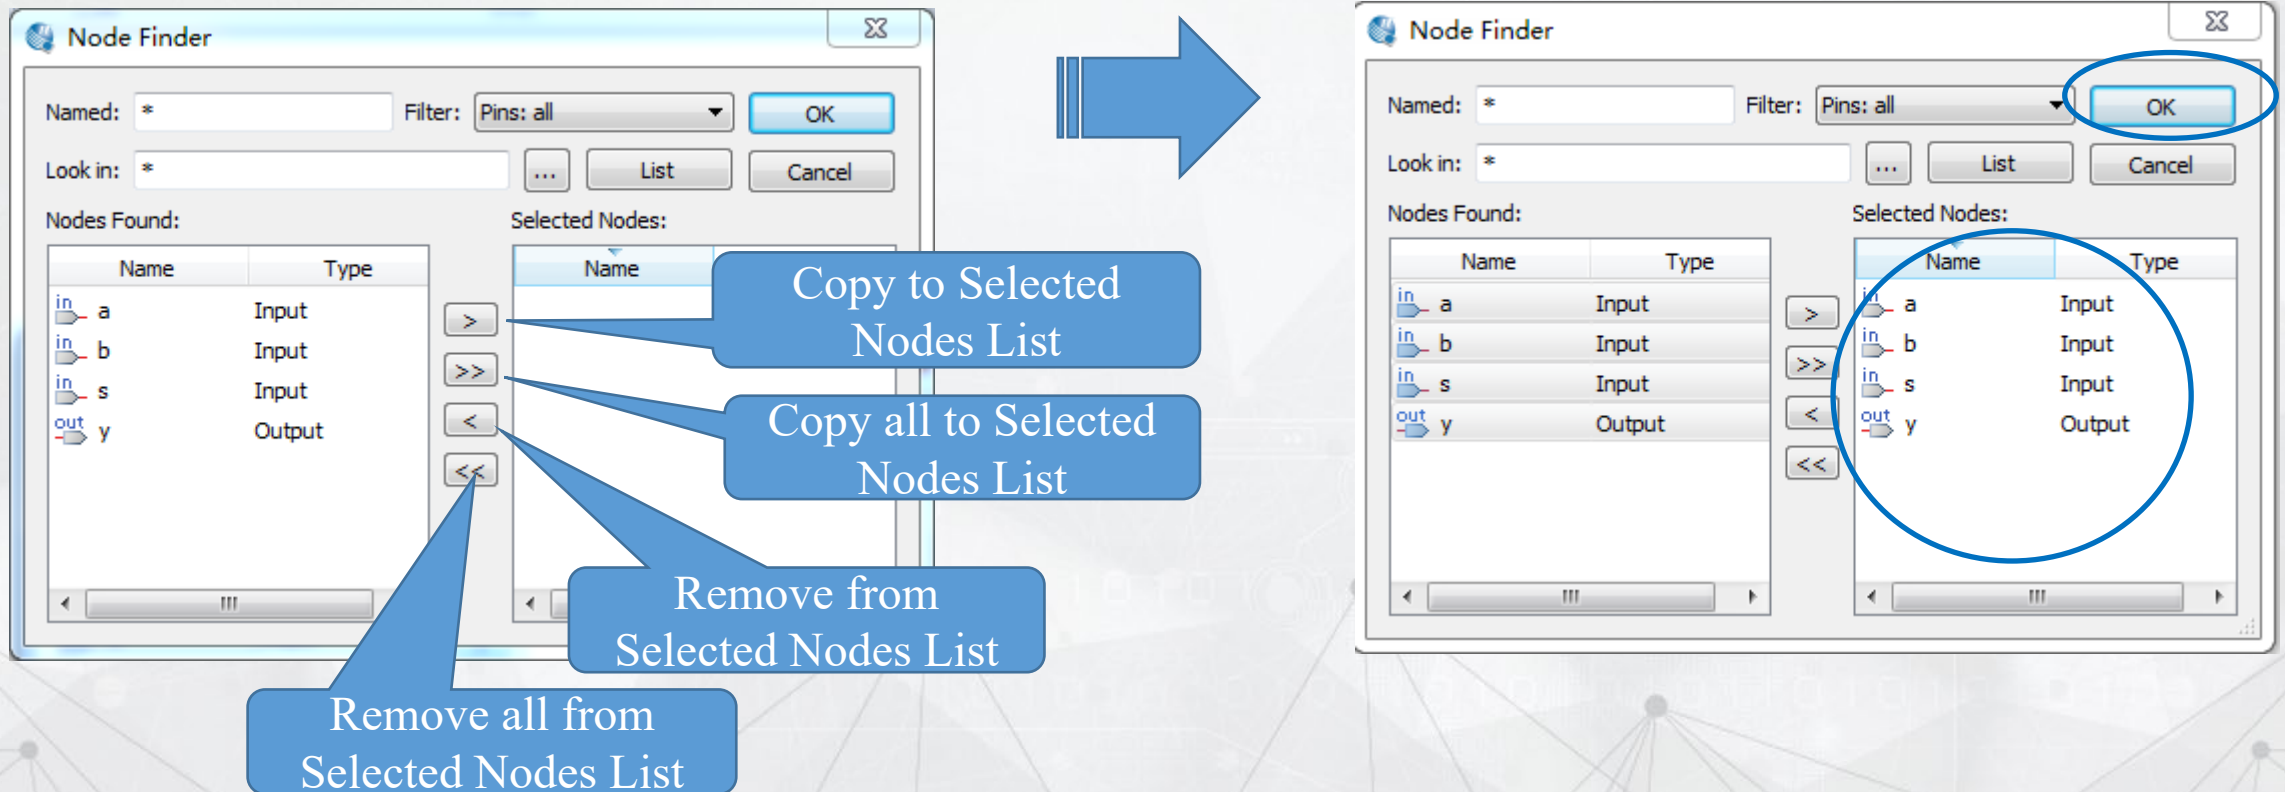 Node Finder
Named: * Filter: Pins: all OK
Look in: * ... List Cancel
Nodes Found: Selected Nodes:
Name Type Name
in a Input
in b Input
in s Input
out y Output
>
>>
<
<<
Copy to Selected
Nodes List
Copy all to Selected
Nodes List
Remove from
Selected Nodes List
Remove all from
Selected Nodes List
Node Finder
Named: * Filter: Pins: all OK
Look in: * ... List Cancel
Nodes Found: Selected Nodes:
Name Type Name Type
in a Input > in a Input
in b Input >> in b Input
in s Input < in s Input
out y Output << out y Output